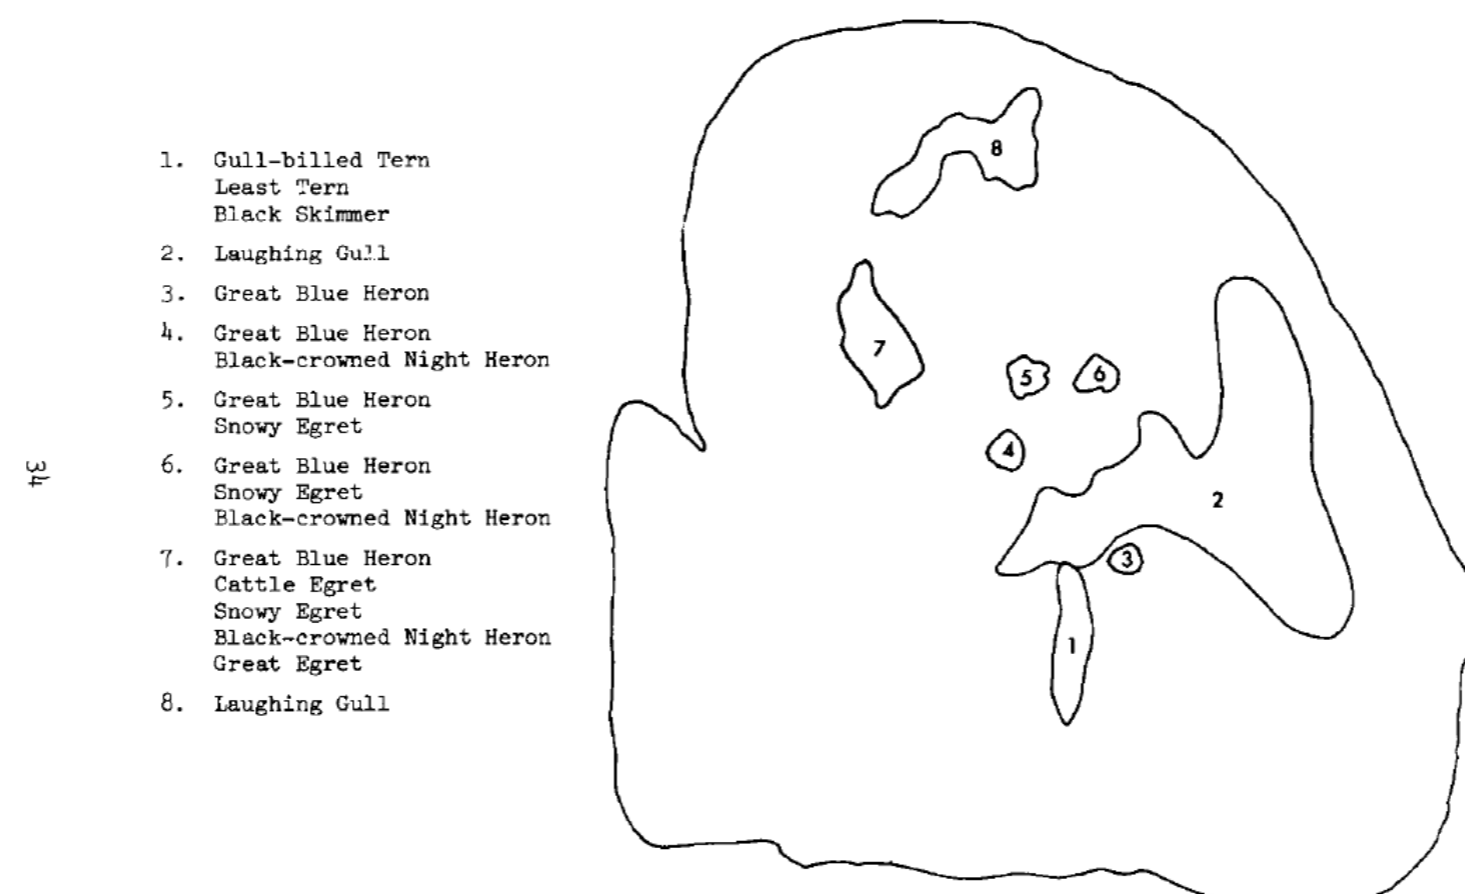 1. Gull-billed Tern
Least Tern
Black Skimmer
2. Laughing Gull
3. Great Blue Heron
4. Great Blue Heron
Black-crowned Night Heron
5. Great Blue Heron
Snowy Egret
6. Great Blue Heron
Snowy Egret
Black-crowned Night Heron
7. Great Blue Heron
Cattle Egret
Snowy Egret
Black-crowned Night Heron
Great Egret
8. Laughing Gull
34
8
7
5
6
4
2
3
1